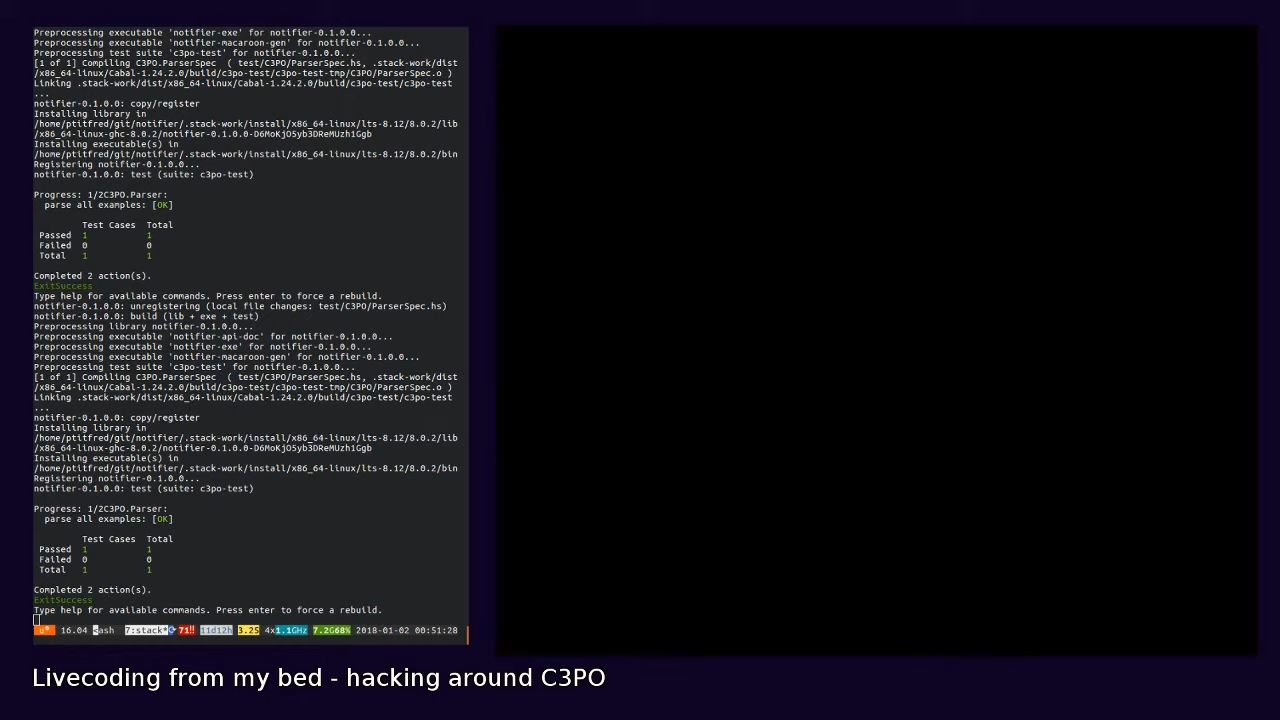 Preprocessing executable 'notifier-exe' for notifier-0.1.0.0...
Preprocessing executable 'notifier-macaroon-gen' for notifier-0.1.0.0...
Preprocessing test suite 'c3po-test' for notifier-0.1.0.0...
[1 of 1] Compiling C3PO.ParserSpec  ( test/C3PO/ParserSpec.hs, .stack-work/dist
/x86_64-linux/Cabal-1.24.2.0/build/c3po-test/c3po-test-tmp/C3PO/ParserSpec.o )
Linking .stack-work/dist/x86_64-linux/Cabal-1.24.2.0/build/c3po-test/c3po-test
...
notifier-0.1.0.0: copy/register
Installing library in
/home/ptitfred/git/notifier/.stack-work/install/x86_64-linux/lts-8.12/8.0.2/lib
/x86_64-linux-ghc-8.0.2/notifier-0.1.0.0-D6MoKjO5yb3DReMUzh1Ggb
Installing executable(s) in
/home/ptitfred/git/notifier/.stack-work/install/x86_64-linux/lts-8.12/8.0.2/bin
Registering notifier-0.1.0.0...
notifier-0.1.0.0: test (suite: c3po-test)
Progress: 1/2C3PO.Parser:
parse all examples: [OK]
Test Cases  Total
Passed  1  1
Failed  0  0
Total  1  1
Completed 2 action(s).
ExitSuccess
Type help for available commands. Press enter to force a rebuild.
notifier-0.1.0.0: unregistering (local file changes: test/C3PO/ParserSpec.hs)
notifier-0.1.0.0: build (lib + exe + test)
Preprocessing library notifier-0.1.0.0...
Preprocessing executable 'notifier-api-doc' for notifier-0.1.0.0...
Preprocessing executable 'notifier-exe' for notifier-0.1.0.0...
Preprocessing executable 'notifier-macaroon-gen' for notifier-0.1.0.0...
Preprocessing test suite 'c3po-test' for notifier-0.1.0.0...
[1 of 1] Compiling C3PO.ParserSpec  ( test/C3PO/ParserSpec.hs, .stack-work/dist
/x86_64-linux/Cabal-1.24.2.0/build/c3po-test/c3po-test-tmp/C3PO/ParserSpec.o )
Linking .stack-work/dist/x86_64-linux/Cabal-1.24.2.0/build/c3po-test/c3po-test
...
notifier-0.1.0.0: copy/register
Installing library in
/home/ptitfred/git/notifier/.stack-work/install/x86_64-linux/lts-8.12/8.0.2/lib
/x86_64-linux-ghc-8.0.2/notifier-0.1.0.0-D6MoKjO5yb3DReMUzh1Ggb
Installing executable(s) in
/home/ptitfred/git/notifier/.stack-work/install/x86_64-linux/lts-8.12/8.0.2/bin
Registering notifier-0.1.0.0...
notifier-0.1.0.0: test (suite: c3po-test)
Progress: 1/2C3PO.Parser:
parse all examples: [OK]
Test Cases  Total
Passed  1  1
Failed  0  0
Total  1  1
Completed 2 action(s).
ExitSuccess
Type help for available commands. Press enter to force a rebuild.
16.04 <ash 7:stack* 71!! 11d12h 3.25 4x1.1GHz 7.2G68% 2018-01-02 00:51:28
Livecoding from my bed - hacking around C3PO